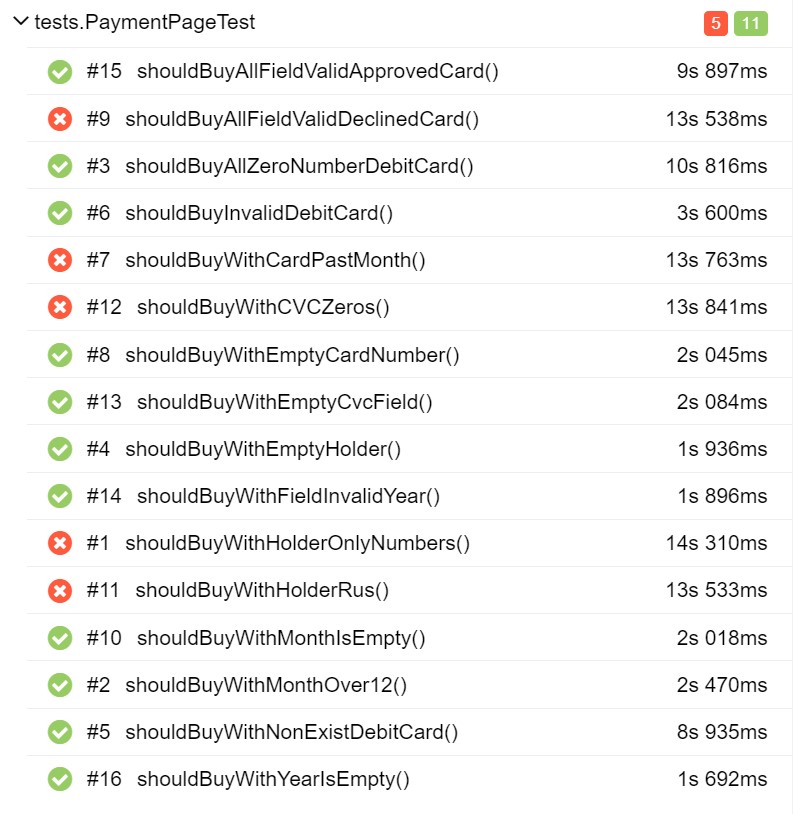 tests.PaymentPageTest 5 11
#15 shouldBuyAllFieldValidApprovedCard() 9s 897ms
#9 shouldBuyAllFieldValidDeclinedCard() 13s 538ms
#3 shouldBuyAllZeroNumberDebitCard() 10s 816ms
#6 shouldBuyInvalidDebitCard() 3s 600ms
#7 shouldBuyWithCardPastMonth() 13s 763ms
#12 shouldBuyWithCVCZeros() 13s 841ms
#8 shouldBuyWithEmptyCardNumber() 2s 045ms
#13 shouldBuyWithEmptyCvcField() 2s 084ms
#4 shouldBuyWithEmptyHolder() 1s 936ms
#14 shouldBuyWithFieldInvalidYear() 1s 896ms
#1 shouldBuyWithHolderOnlyNumbers() 14s 310ms
#11 shouldBuyWithHolderRus() 13s 533ms
#10 shouldBuyWithMonthIsEmpty() 2s 018ms
#2 shouldBuyWithMonthOver12() 2s 470ms
#5 shouldBuyWithNonExistDebitCard() 8s 935ms
#16 shouldBuyWithYearIsEmpty() 1s 692ms